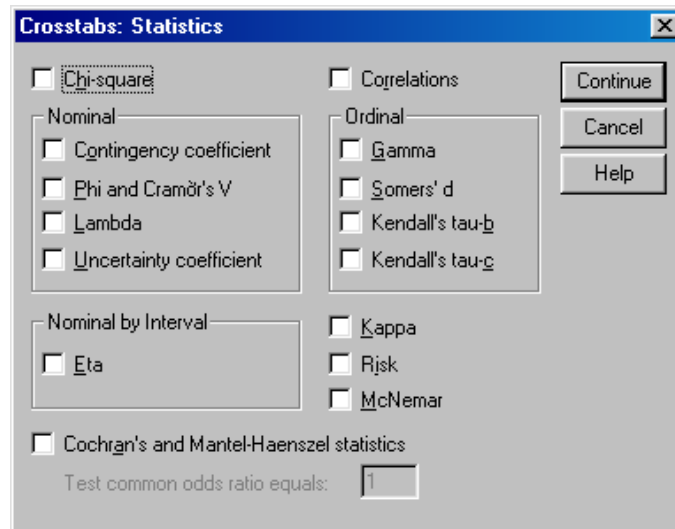 Crosstabs: Statistics
Chi-square
Correlations
Continue
Cancel
Help
Nominal
Contingency coefficient
Phi and Cramăr's V
Lambda
Uncertainty coefficient
Ordinal
Gamma
Somers' d
Kendall's tau-b
Kendall's tau-c
Nominal by Interval
Eta
Kappa
Risk
McNemar
Cochran's and Mantel-Haenszel statistics
Test common odds ratio equals: 1